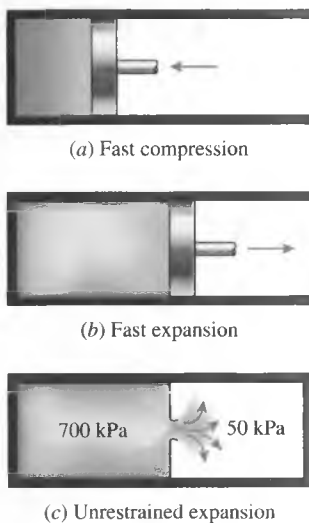 (a) Fast compression
(b) Fast expansion
700 kPa 50 kPa
(c) Unrestrained expansion